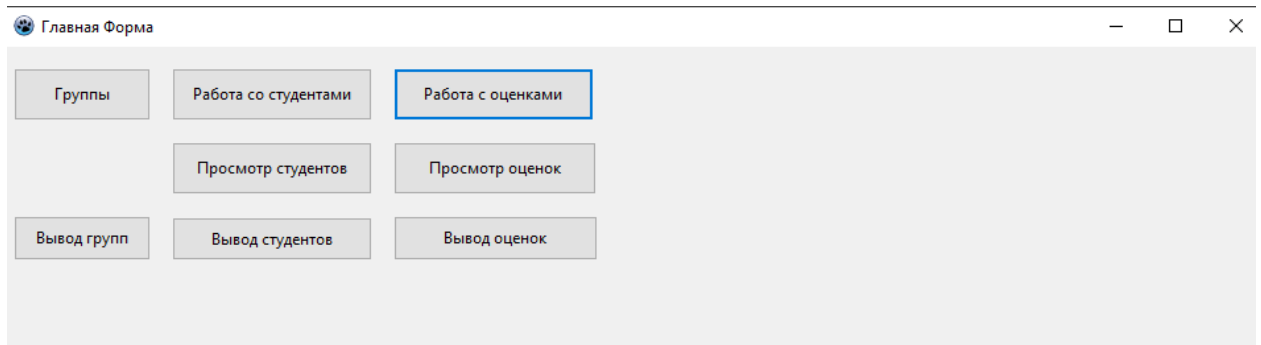 Главная Форма
Группы
Работа со студентами
Работа с оценками
Просмотр студентов
Просмотр оценок
Вывод групп
Вывод студентов
Вывод оценок